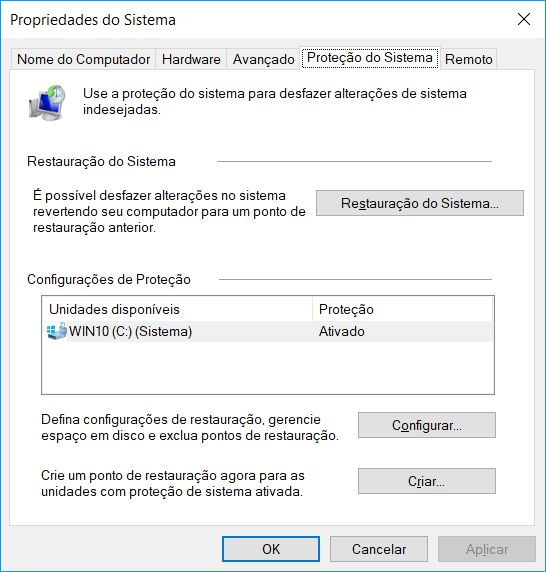 Propriedades do Sistema
Nome do Computador Hardware Avançado Proteção do Sistema Remoto
Use a proteção do sistema para desfazer alterações de sistema
indesejadas.
Restauração do Sistema
É possível desfazer alterações no sistema
revertendo seu computador para um ponto de
restauração anterior.
Restauração do Sistema...
Configurações de Proteção
Unidades disponíveis Proteção
WIN10 (C:) (Sistema) Ativado
Defina configurações de restauração, gerencie
espaço em disco e exclua pontos de restauração.
Configurar...
Crie um ponto de restauração agora para as
unidades com proteção de sistema ativada.
Criar...
OK Cancelar Aplicar